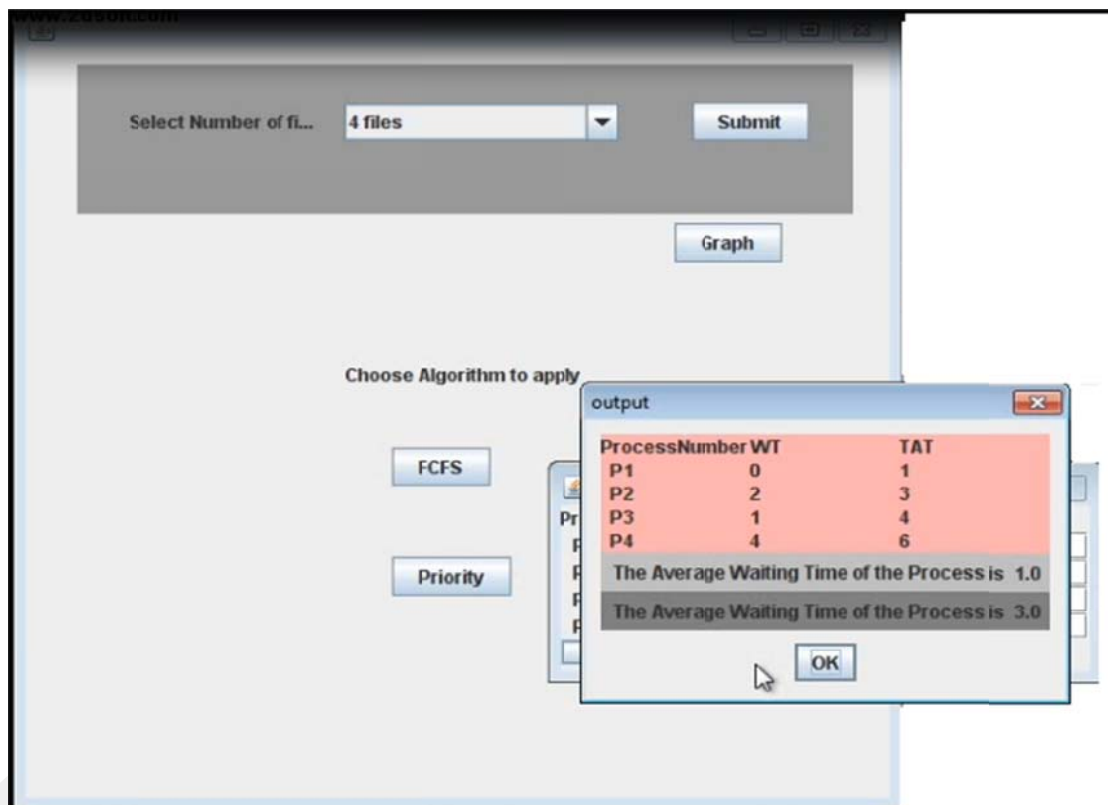 www.2dsoft.com
Select Number of fi...
4 files
Submit
Graph
Choose Algorithm to apply
FCFS
Priority
output
ProcessNumber WT TAT
P1 0 1
P2 2 3
P3 1 4
P4 4 6
The Average Waiting Time of the Process is 1.0
The Average Waiting Time of the Process is 3.0
OK
Pr